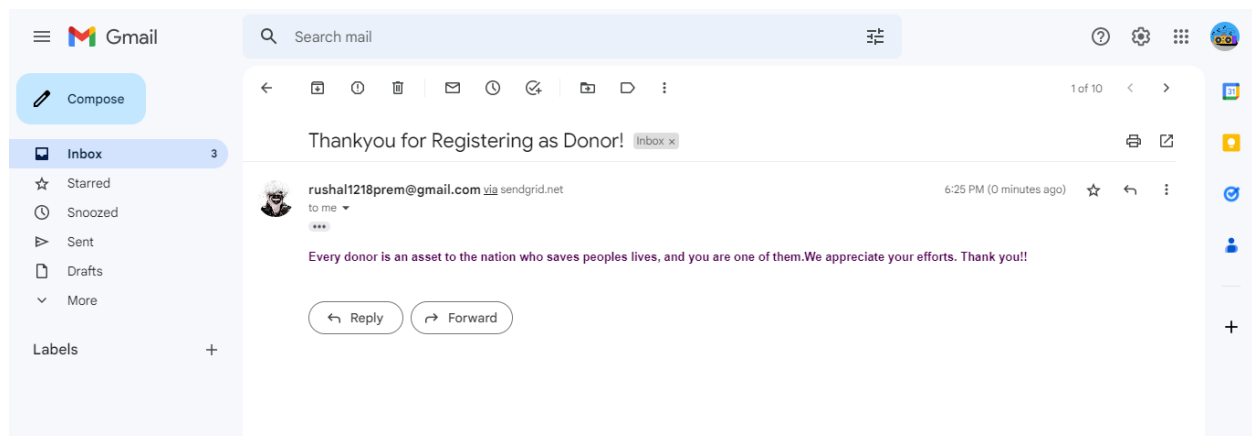 Gmail
Search mail
Compose
1 of 10
Thankyou for Registering as Donor! Inbox ×
Inbox 3
Starred
Snoozed
Sent
Drafts
More
Labels
rushal1218prem@gmail.com via sendgrid.net 6:25 PM (0 minutes ago)
to me
Every donor is an asset to the nation who saves peoples lives, and you are one of them.We appreciate your efforts. Thank you!!
Reply Forward
31